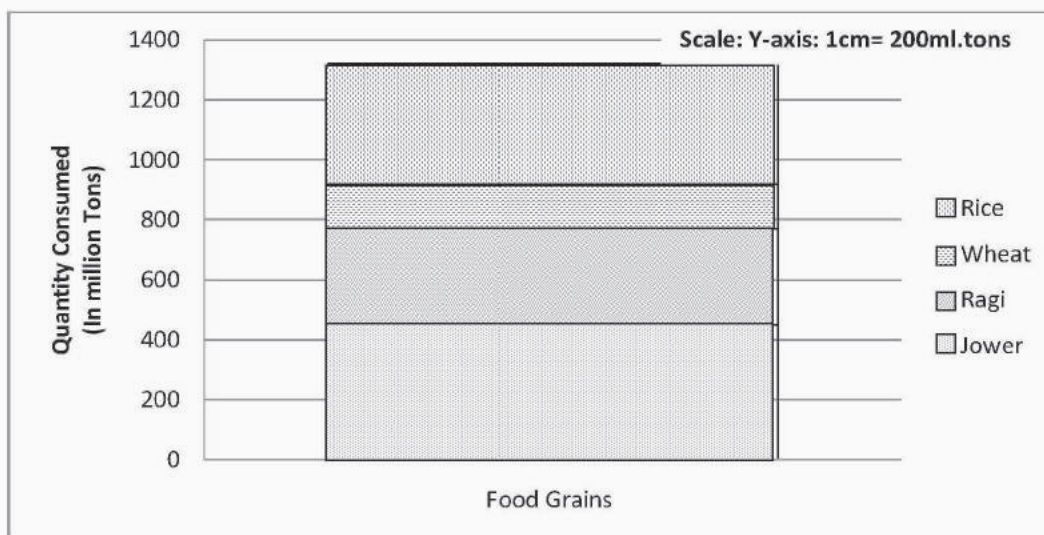 Scale: Y-axis: 1cm= 200ml.tons
Quantity Consumed
(In million Tons)
1400
1200
1000
800
600
400
200
0
Food Grains
Rice
Wheat
Ragi
Jower